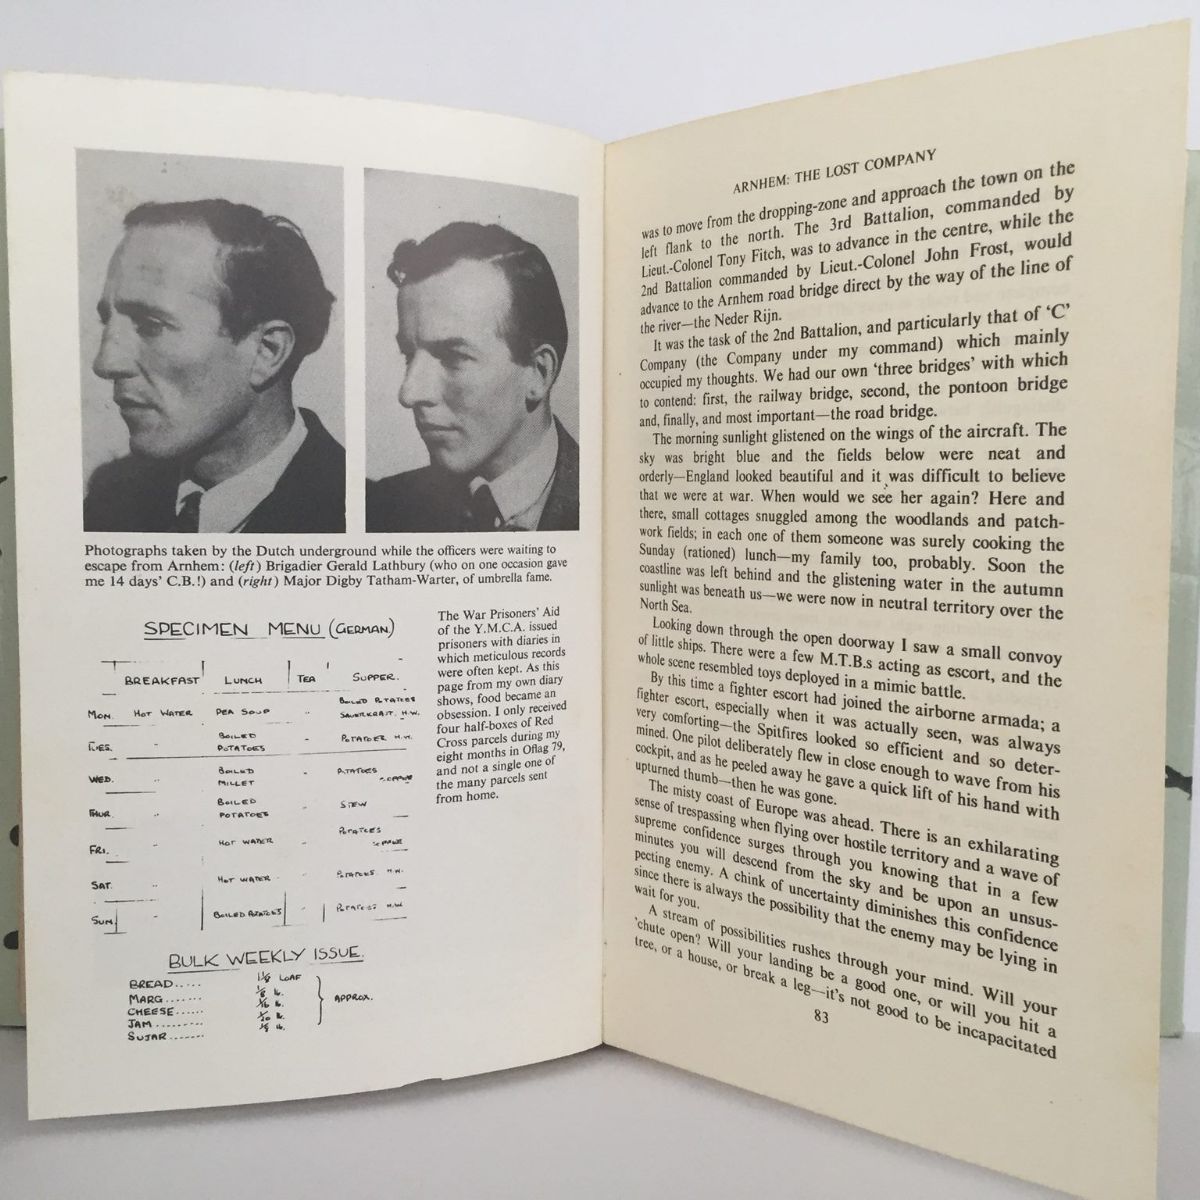 Photographs taken by the Dutch underground while the officers were waiting to
escape from Arnhem: (left) Brigadier Gerald Lathbury (who on one occasion gave
me 14 days' C.B.!) and (right) Major Digby Tatham-Warter, of umbrella fame.
SPECIMEN MENU (GERMAN)
BREAKFAST LUNCH TEA SUPPER.
MON. HOT WATER PEA SOUP " BOILED POTATOES
SAUERKRAUT. H.W.
TUES. BOILED
POTATOES " POTATOES H.W.
WED. " BOILED
MILLET " POTATOES
THUR. " BOILED
POTATOES " STEW
FRI. " HOT WATER POTATOES
SAT. " HOT WATER " POTATOES. H.W.
SUN. " BOILED POTATOES " POTATOES H.W.
The War Prisoners' Aid
of the Y.M.C.A. issued
prisoners with diaries in
which meticulous records
were often kept. As this
page from my own diary
shows, food became an
obsession. I only received
four half-boxes of Red
Cross parcels during my
eight months in Oflag 79,
and not a single one of
the many parcels sent
from home.
BULK WEEKLY ISSUE.
BREAD..... LOAF
MARG....... 1/8 lb.
CHEESE...... 1/16 lb.
JAM......... 1/20 lb.
SUJAR....... 1/8 lb.
APPROX.
ARNHEM: THE LOST COMPANY
was to move from the dropping-zone and approach the town on the
left flank to the north. The 3rd Battalion, commanded by
Lieut.-Colonel Tony Fitch, was to advance in the centre, while the
2nd Battalion commanded by Lieut.-Colonel John Frost, would
advance to the Arnhem road bridge direct by the way of the line of
the river—the Neder Rijn.
It was the task of the 2nd Battalion, and particularly that of 'C'
Company (the Company under my command) which mainly
occupied my thoughts. We had our own 'three bridges' with which
to contend: first, the railway bridge, second, the pontoon bridge
and, finally, and most important—the road bridge.
The morning sunlight glistened on the wings of the aircraft. The
sky was bright blue and the fields below were neat and
orderly—England looked beautiful and it was difficult to believe
that we were at war. When would we see her again? Here and
there, small cottages snuggled among the woodlands and patch-
work fields; in each one of them someone was surely cooking the
Sunday (rationed) lunch—my family too, probably. Soon the
coastline was left behind and the glistening water in the autumn
sunlight was beneath us—we were now in neutral territory over the
North Sea.
Looking down through the open doorway I saw a small convoy
of little ships. There were a few M.T.B.s acting as escort, and the
whole scene resembled toys deployed in a mimic battle.
By this time a fighter escort had joined the airborne armada; a
fighter escort, especially when it was actually seen, was always
very comforting—the Spitfires looked so efficient and so deter-
mined. One pilot deliberately flew in close enough to wave from his
cockpit, and as he peeled away he gave a quick lift of his hand with
upturned thumb—then he was gone.
The misty coast of Europe was ahead. There is an exhilarating
sense of trespassing when flying over hostile territory and a wave of
supreme confidence surges through you knowing that in a few
minutes you will descend from the sky and be upon an unsus-
pecting enemy. A chink of uncertainty diminishes this confidence
since there is always the possibility that the enemy may be lying in
wait for you.
A stream of possibilities rushes through your mind. Will your
'chute open? Will your landing be a good one, or will you hit a
tree, or a house, or break a leg—it's not good to be incapacitated
83